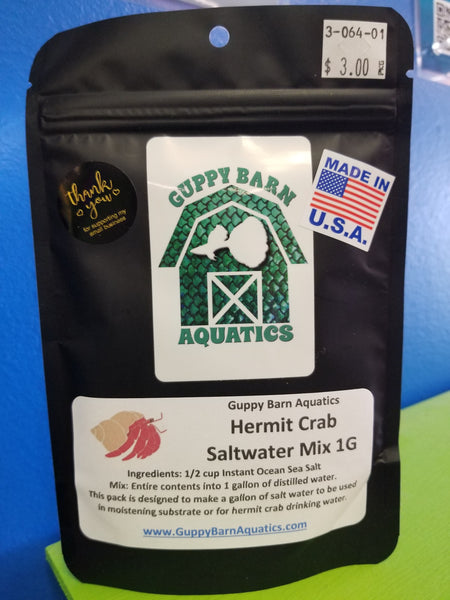 3-064-01
$ 3.00 PKG
thank
you
for supporting my
small business
GUPPY BARN
AQUATICS
MADE IN
U.S.A.
Guppy Barn Aquatics
Hermit Crab
Saltwater Mix 1G
Ingredients: 1/2 cup Instant Ocean Sea Salt
Mix: Entire contents into 1 gallon of distilled water.
This pack is designed to make a gallon of salt water to be used
in moistening substrate or for hermit crab drinking water.
www.GuppyBarnAquatics.com